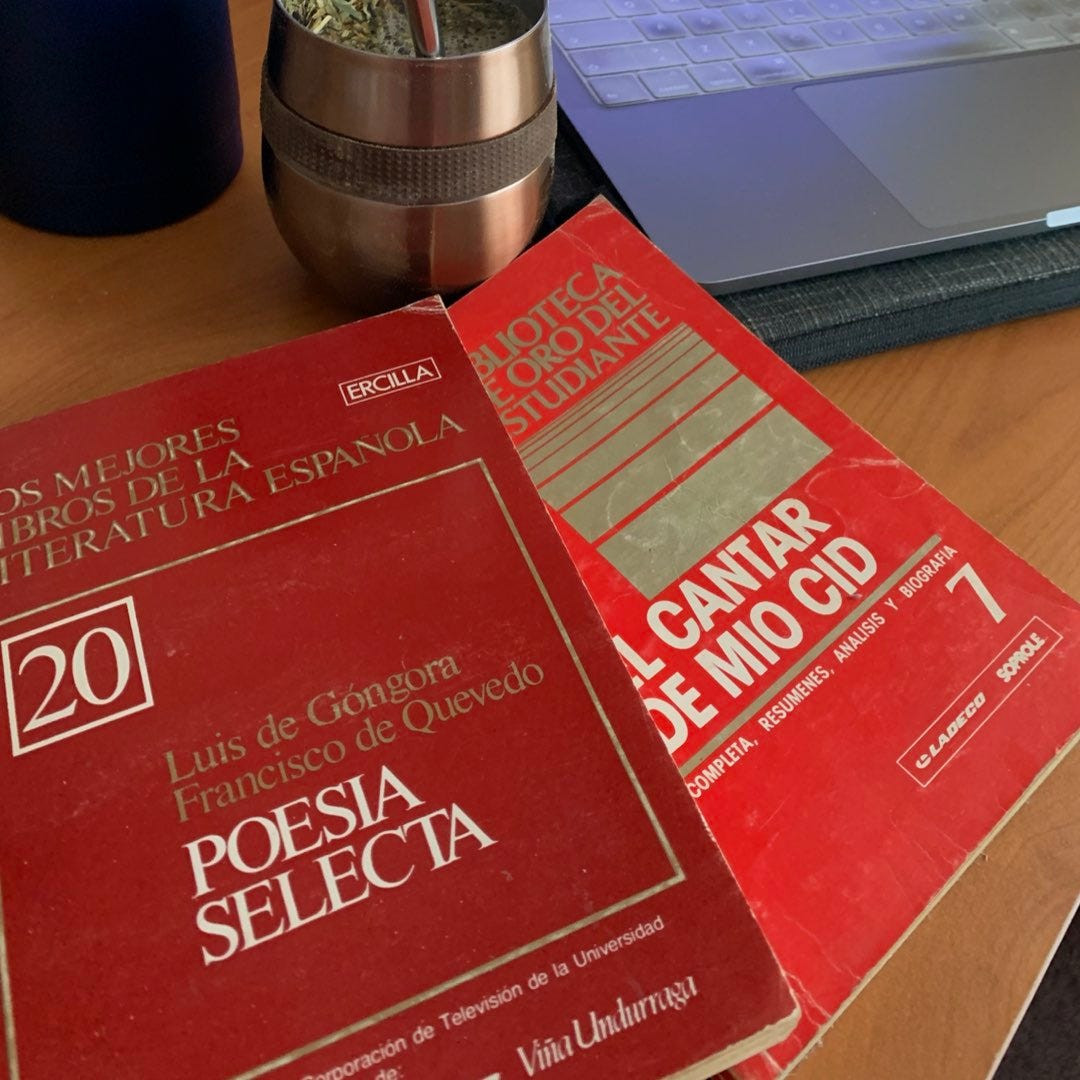 ERCILLA
OS MEJORES
IBROS DE LA
ITERATURA ESPAÑOLA
20
Luis de Góngora
Francisco de Quevedo
POESIA
SELECTA
Corporación de Televisión de la Universidad
de:
Viña Undurraga
BLIOTECA
E ORO DEL
STUDIANTE
L CANTAR
DE MIO CID
COMPLETA, RESUMENES, ANALISIS Y BIOGRAFIA
7
LADECO SOPROLE